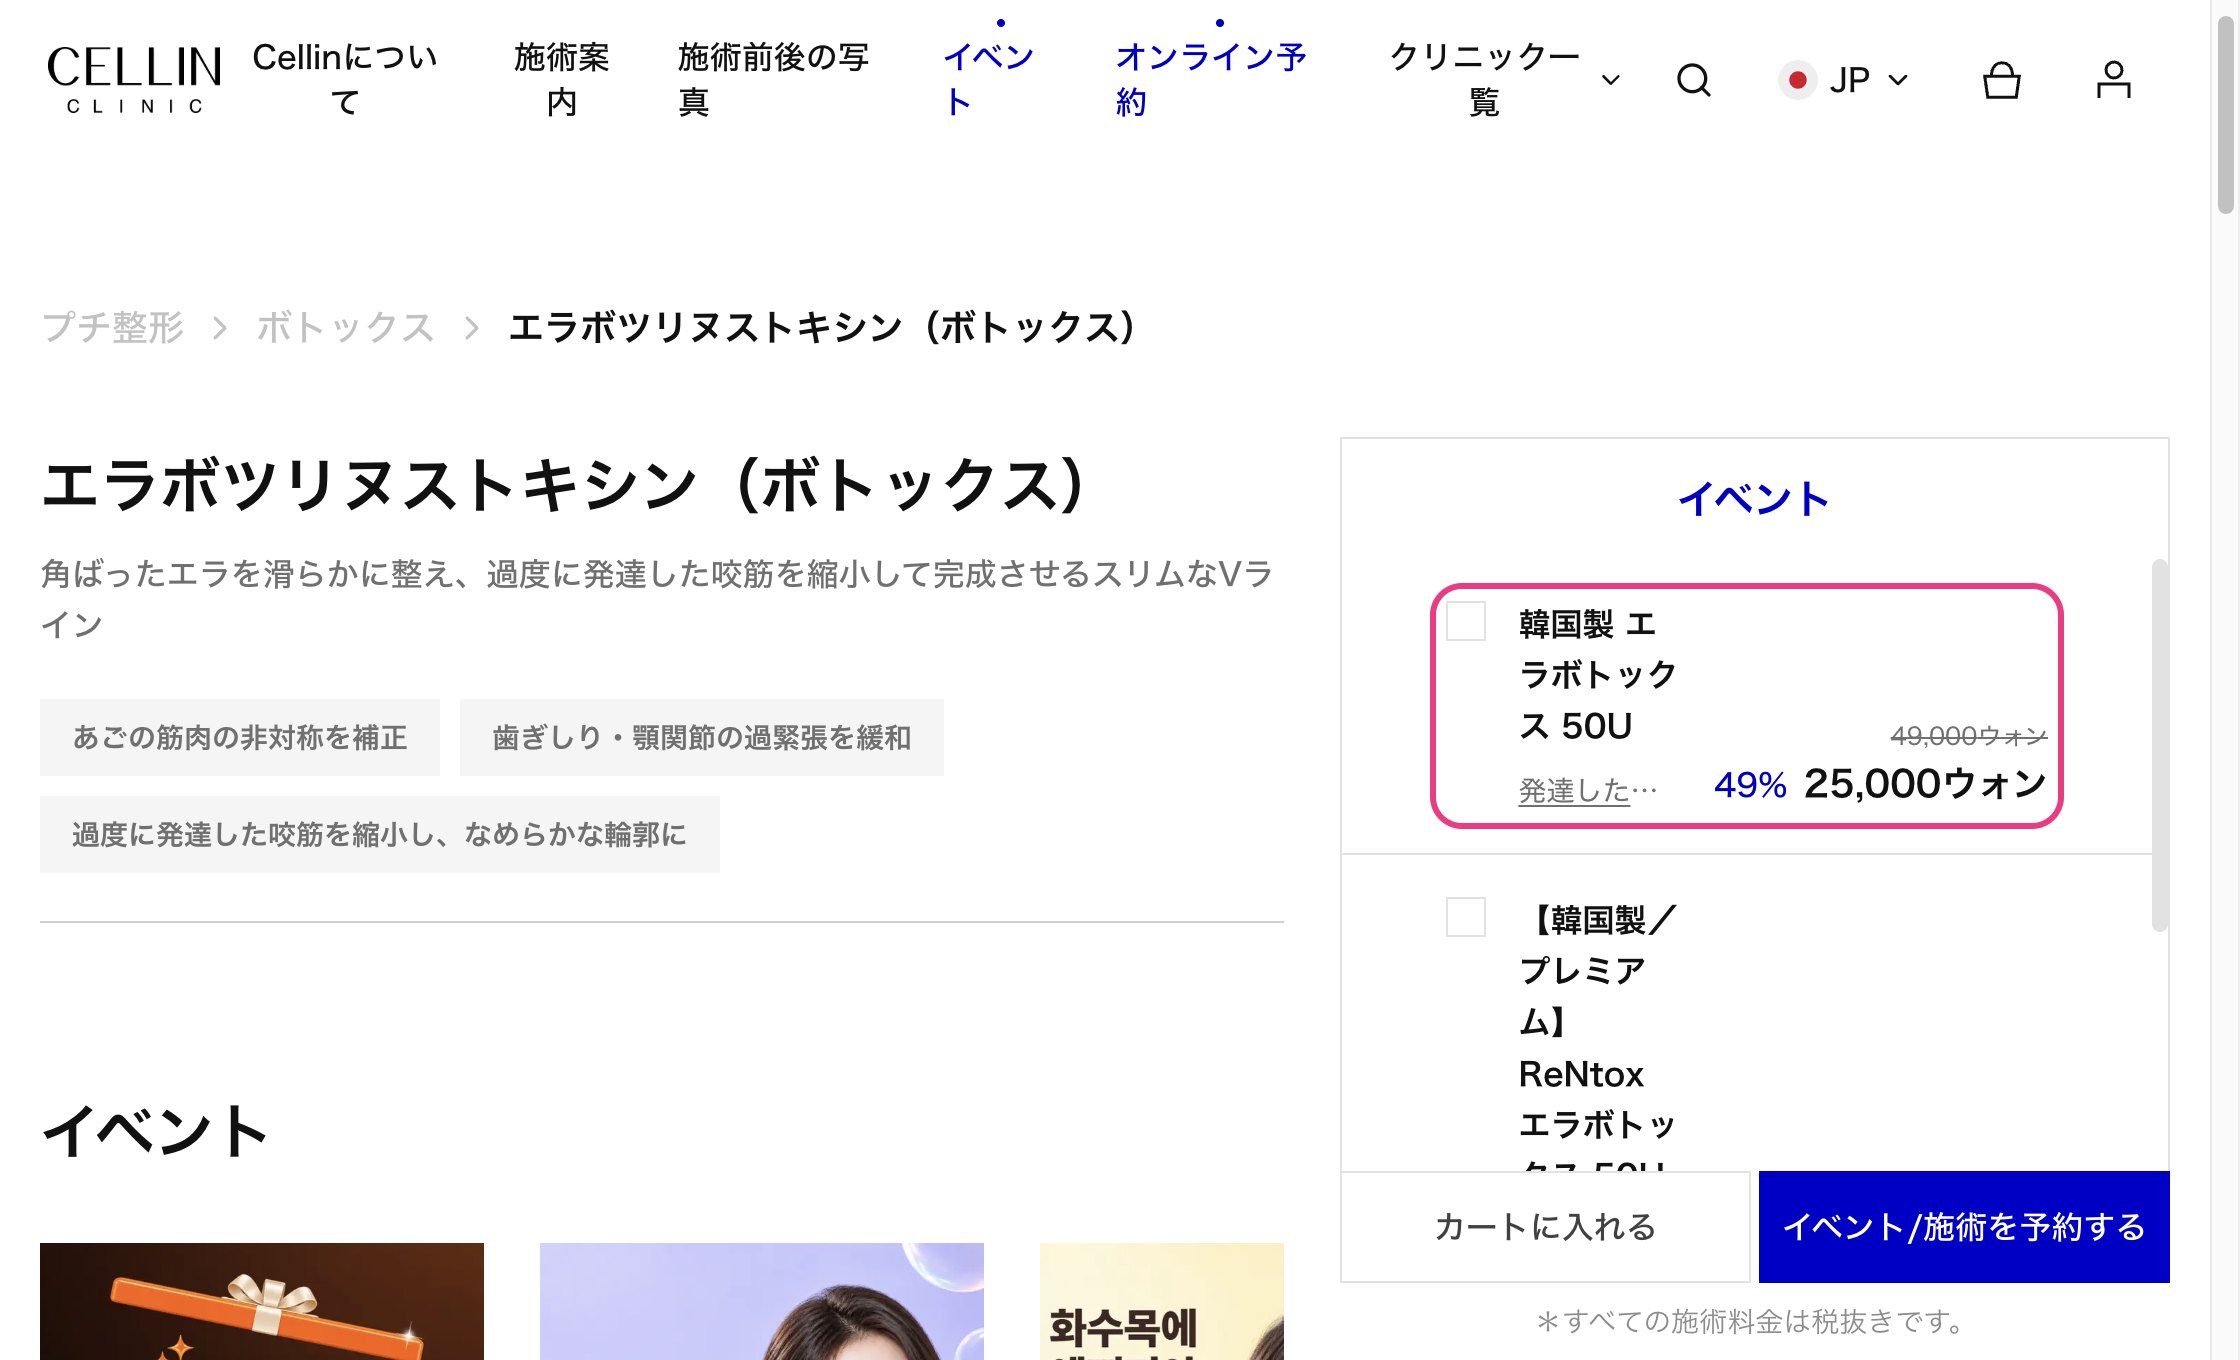 CELLIN
CLINIC
Cellinについ
て
施術案
内
施術前後の写
真
イベン
ト
オンライン予
約
クリニック一
覧
JP
プチ整形 > ボトックス > エラボツリヌストキシン（ボトックス）
エラボツリヌストキシン（ボトックス）
角ばったエラを滑らかに整え、過度に発達した咬筋を縮小して完成させるスリムなVラ
イン
あごの筋肉の非対称を補正
歯ぎしり・顎関節の過緊張を緩和
過度に発達した咬筋を縮小し、なめらかな輪郭に
イベント
イベント
韓国製 エ
ラボトック
ス 50U
発達した…
49,000ウォン
49% 25,000ウォン
【韓国製／
プレミア
ム】
ReNtox
エラボトッ
クス 50U
カートに入れる
イベント/施術を予約する
＊すべての施術料金は税抜きです。
화수목에